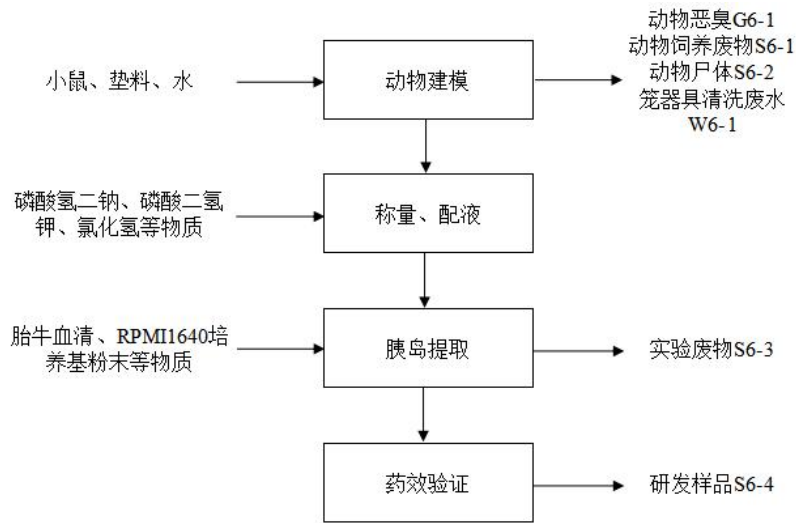 动物恶臭G6-1
动物饲养废物S6-1
小鼠、垫料、水
动物建模
动物尸体S6-2
笼器具清洗废水
W6-1
磷酸氢二钠、磷酸二氢
钾、氯化氢等物质
称量、配液
胎牛血清、RPMI1640培
养基粉末等物质
胰岛提取
实验废物S6-3
药效验证
研发样品S6-4